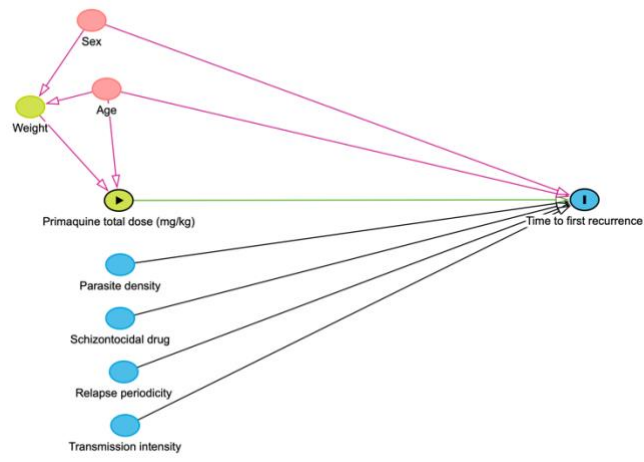 Sex
Age
Weight
Primaquine total dose (mg/kg)
Time to first recurrence
Parasite density
Schizontocidal drug
Relapse periodicity
Transmission intensity